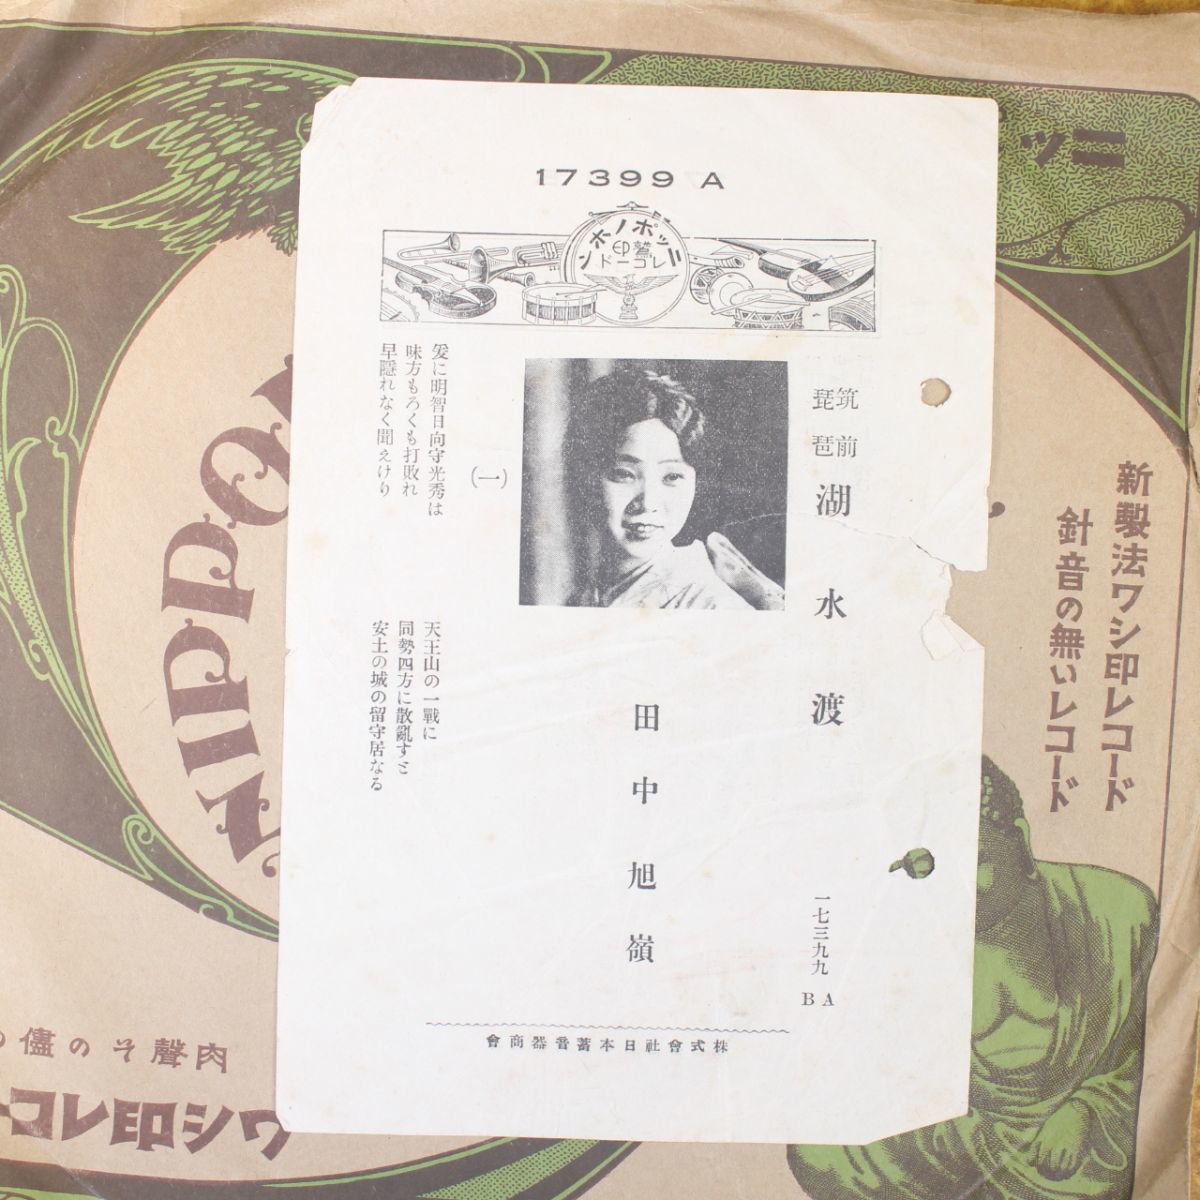 17399 A
ニッポノホン
鷲印
レコード
筑前
琵琶
湖水渡
一七三九九
BA
田中旭嶺
(一)
爰に明智日向守光秀は
天王山の一戰に
味方もろくも打敗れ
同勢四方に散亂すと
早隱れなく聞えけり
安土の城の留守居なる
株式會社日本蓄音器商會
ニッ
NIPPO
新製法ワシ印レコード
針音の無いレコード
肉聲その儘の
ワシ印レコー